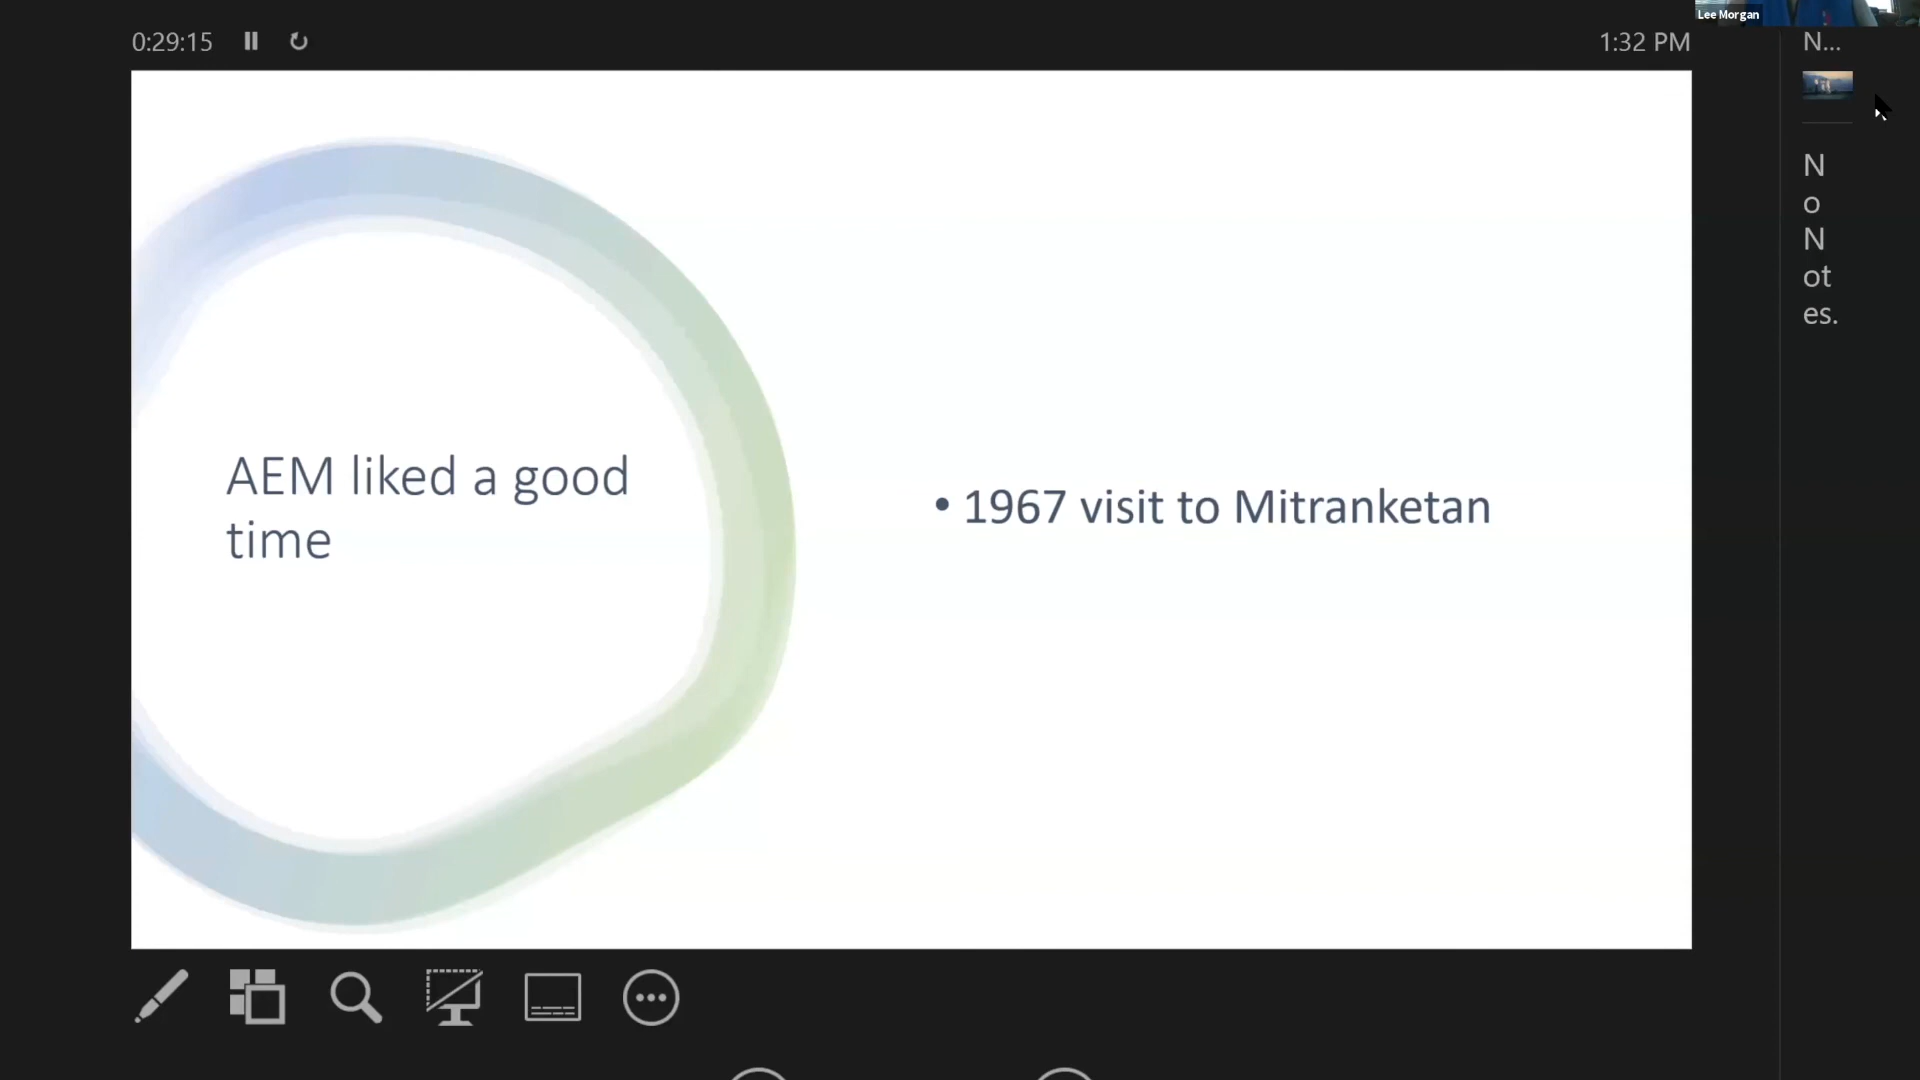 Lee Morgan
0:29:15
1:32 PM
N...
AEM liked a good
time
• 1967 visit to Mitranketan
N
o
N
ot
es.